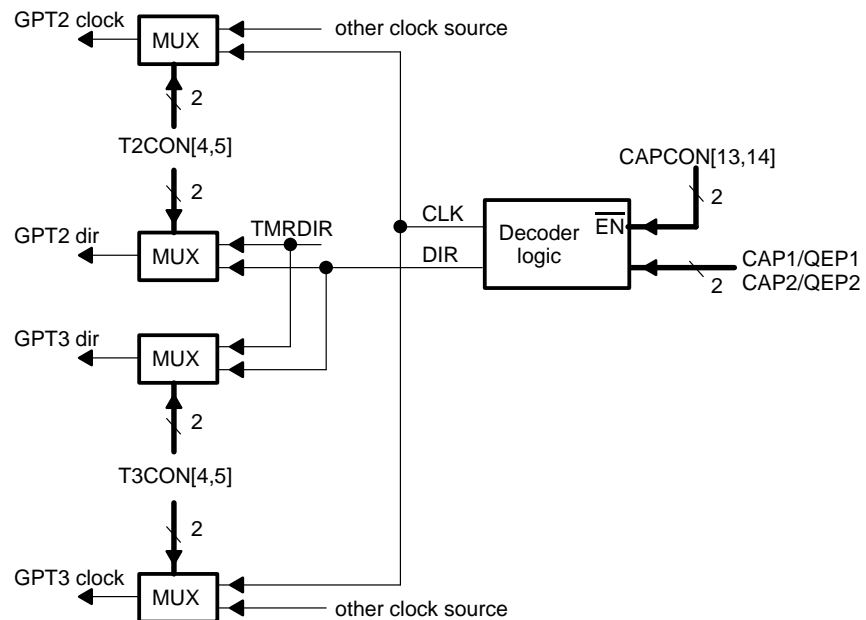 GPT2 clock
MUX
other clock source
2
T2CON[4,5]
2
CAPCON[13,14]
2
GPT2 dir
MUX
TMRDIR
CLK
DIR
Decoder
logic
EN
CAP1/QEP1
CAP2/QEP2
2
GPT3 dir
MUX
2
T3CON[4,5]
2
GPT3 clock
MUX
other clock source